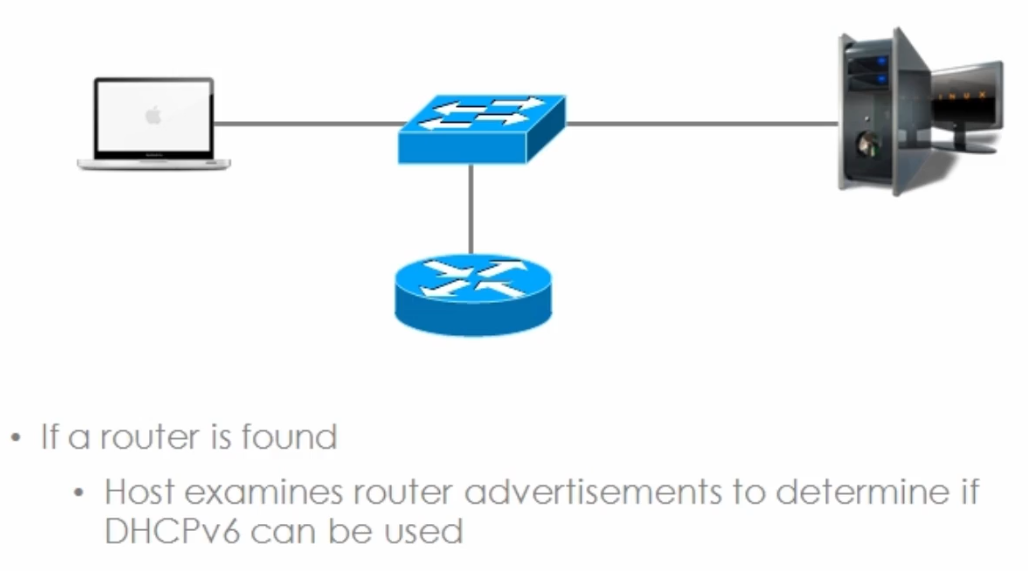 • If a router is found
• Host examines router advertisements to determine if
DHCPv6 can be used